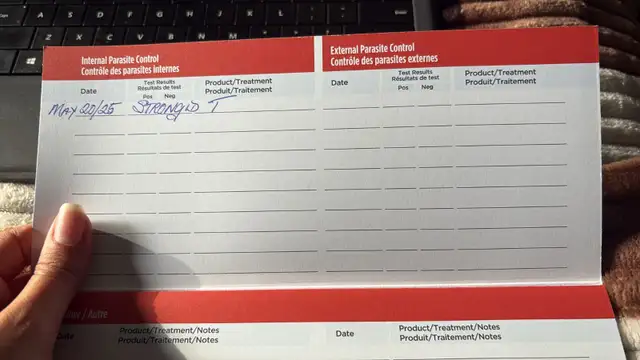 Internal Parasite Control
Contrôle des parasites internes
External Parasite Control
Contrôle des parasites externes
Date
Test Results
Résultats de test
Pos Neg
Product/Treatment
Produit/Traitement
Date
Test Results
Résultats de test
Pos Neg
Product/Treatment
Produit/Traitement
MAY 20/25 STRONGLD T
/ Autre
Date
Product/Treatment/Notes
Produit/Traitement/Notes
Date
Product/Treatment/Notes
Produit/Traitement/Notes